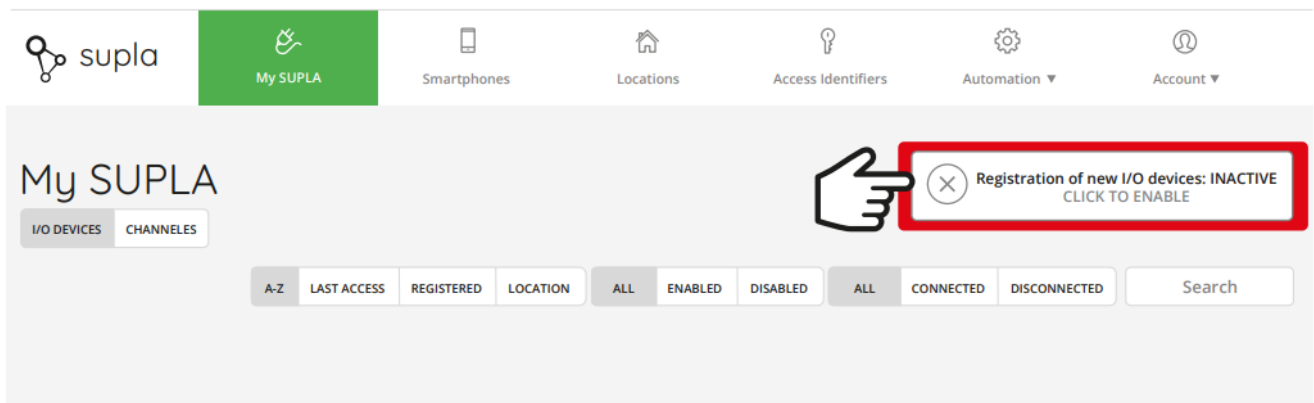 supla
My SUPLA
Smartphones
Locations
Access Identifiers
Automation ▼
Account ▼
My SUPLA
Registration of new I/O devices: INACTIVE
CLICK TO ENABLE
I/O DEVICES CHANNELES
A-Z LAST ACCESS REGISTERED LOCATION ALL ENABLED DISABLED ALL CONNECTED DISCONNECTED Search